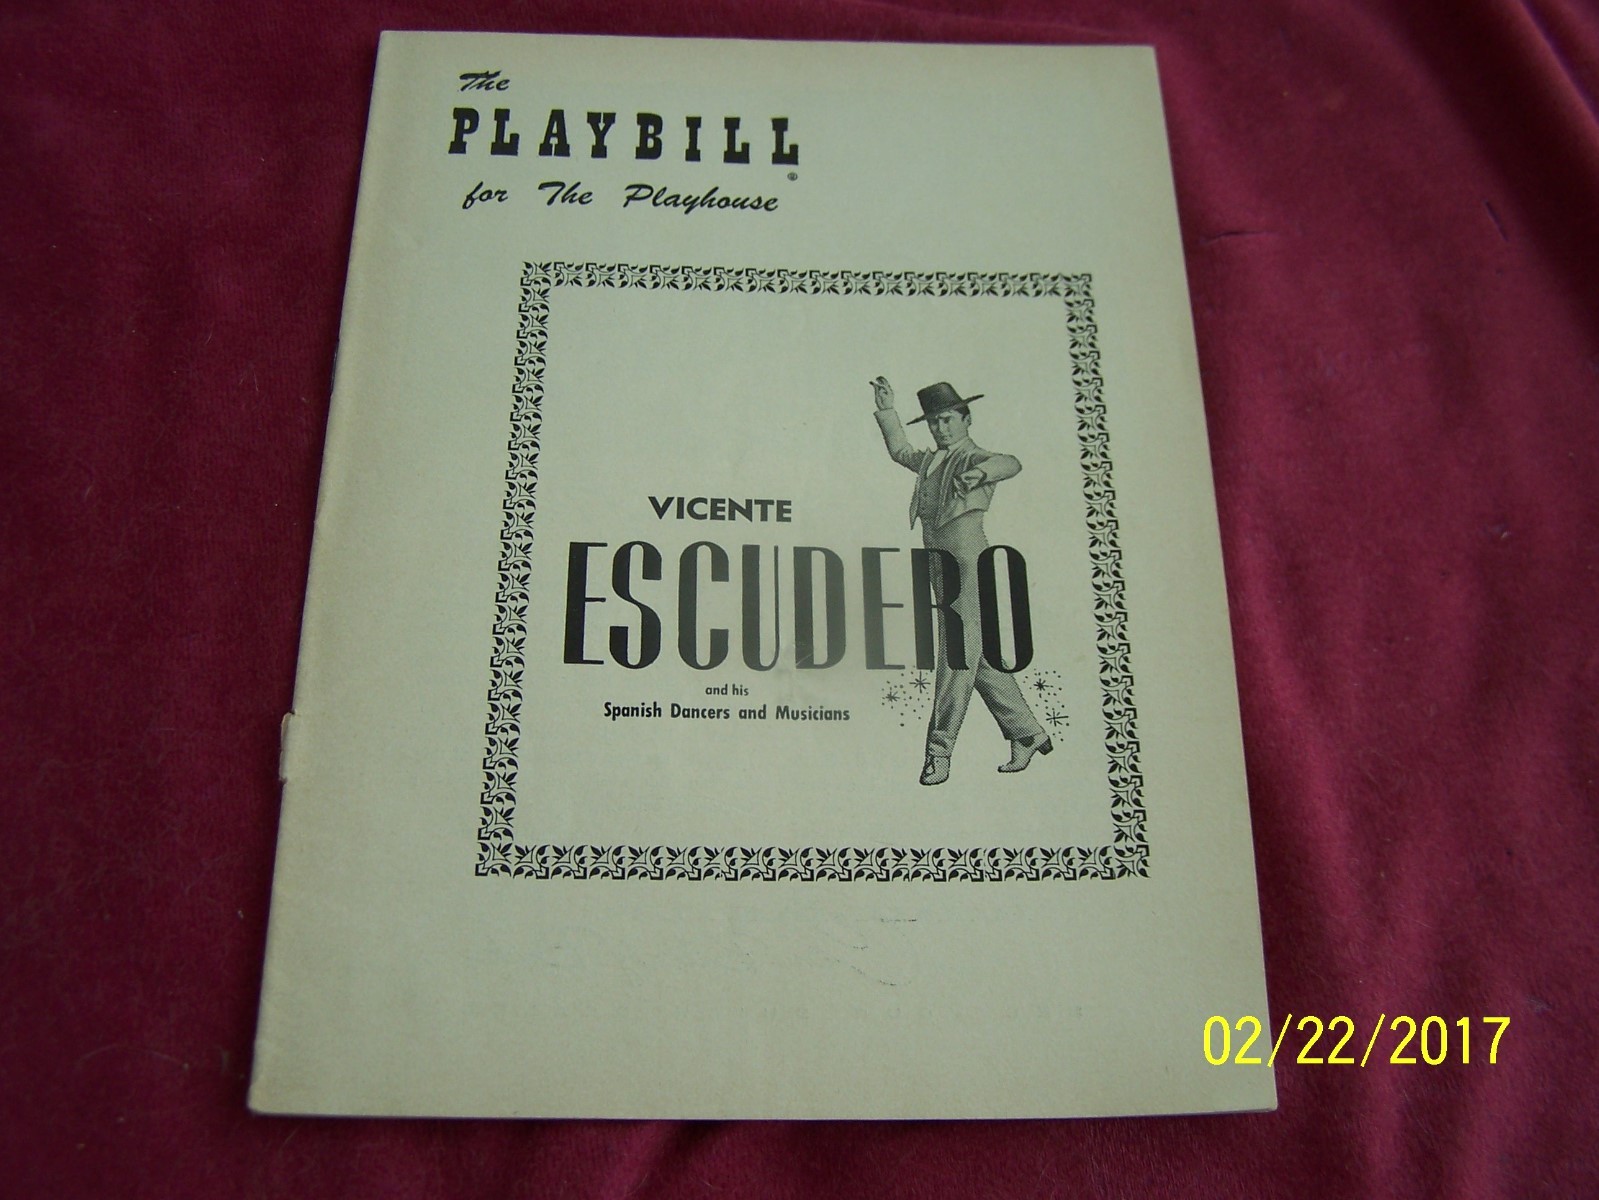 The
PLAYBILL
®
for The Playhouse
VICENTE
ESCUDERO
and his
Spanish Dancers and Musicians
02/22/2017